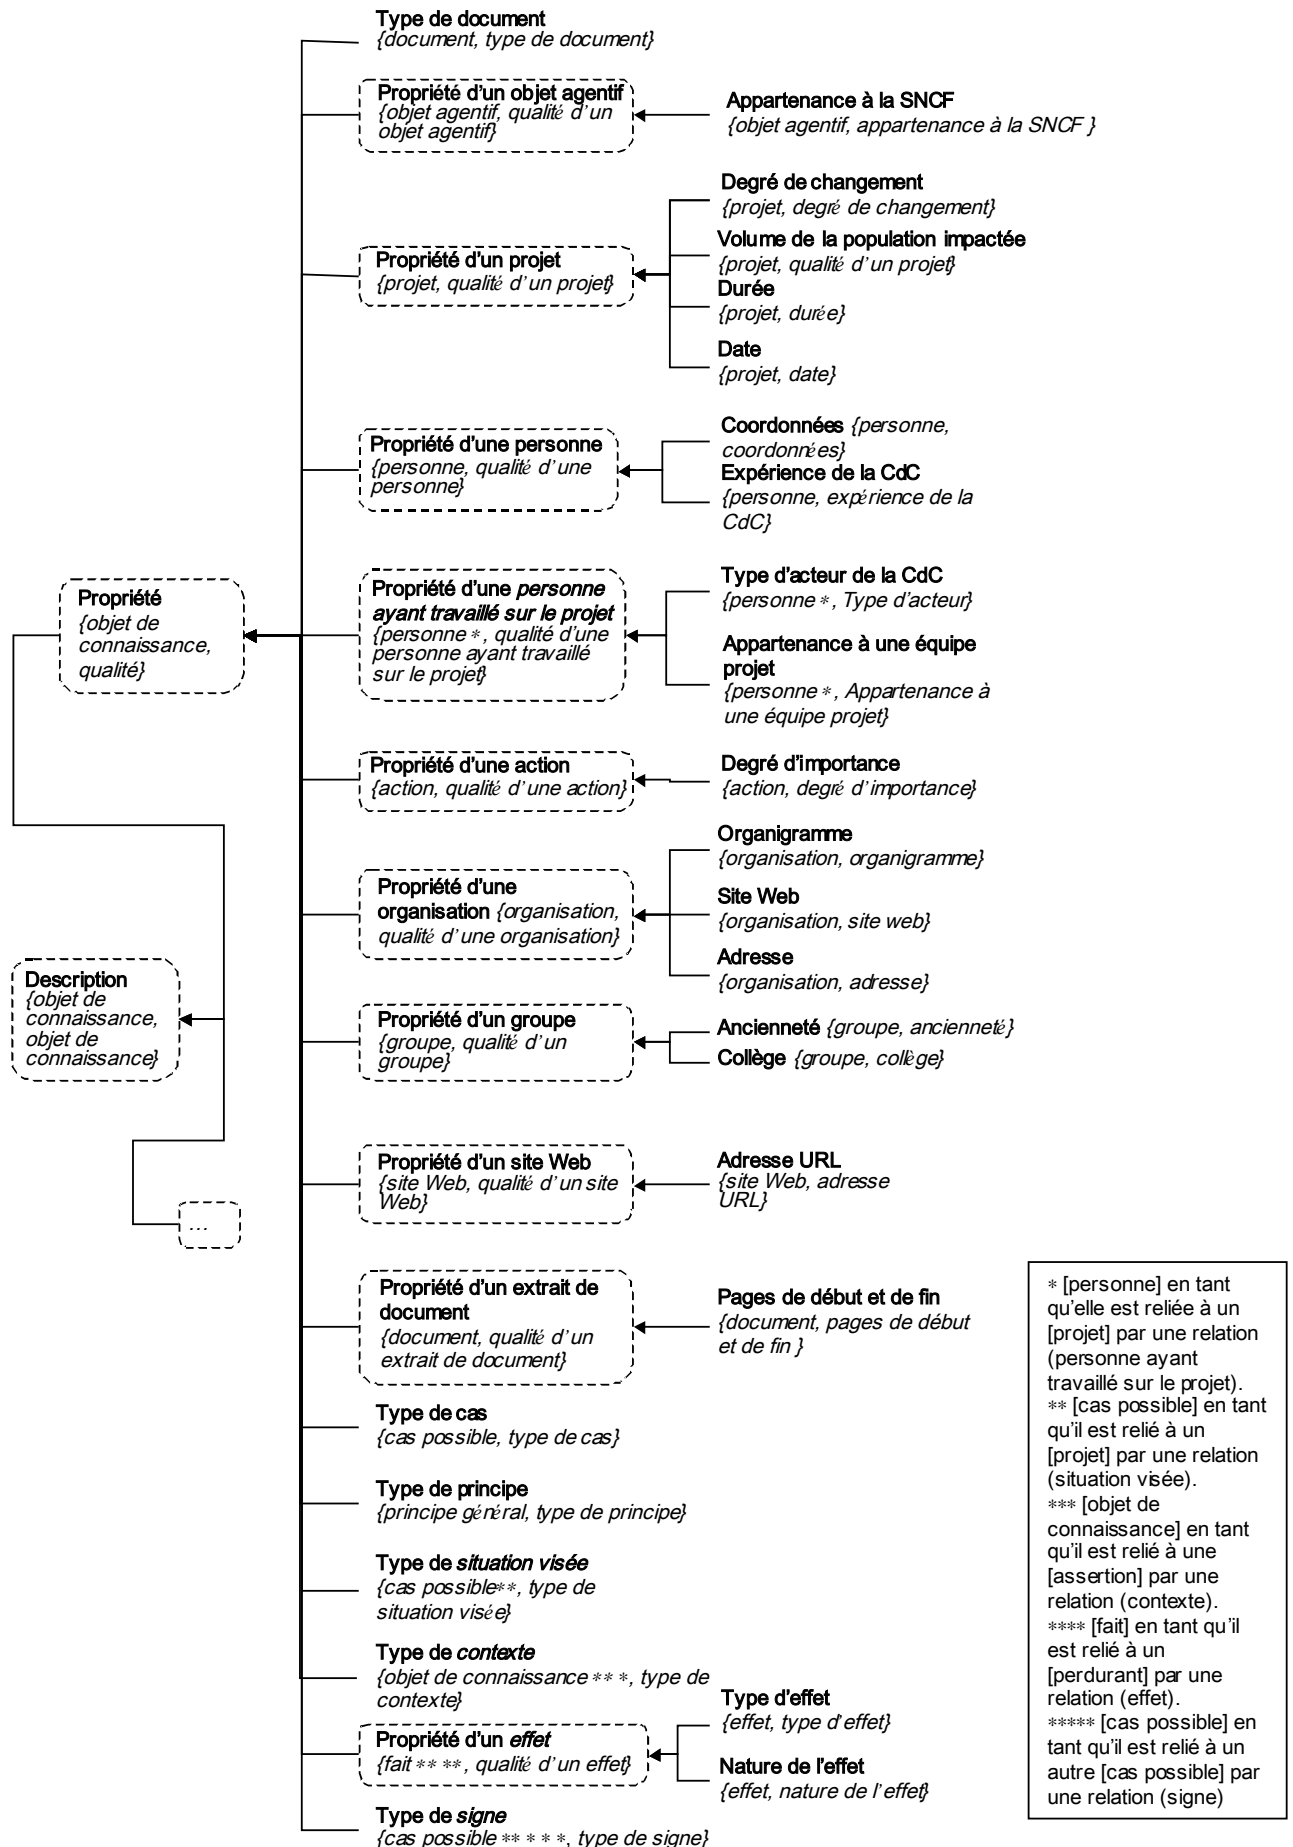 Type de document
{document, type de document}
Propriété d'un objet agentif
{objet agentif, qualité d'un
objet agentif}
Appartenance à la SNCF
{objet agentif, appartenance à la SNCF }
Degré de changement
{projet, degré de changement}
Volume de la population impactée
{projet, qualité d'un projet}
Durée
{projet, durée}
Date
{projet, date}
Propriété d'un projet
{projet, qualité d'un projet}
Propriété d'une personne
{personne, qualité d'une
personne}
Coordonnées {personne,
coordonnées}
Expérience de la CdC
{personne, expérience de la
CdC}
Propriété
{objet de
connaissance,
qualité}
Propriété d'une personne
ayant travaillé sur le projet
{personne *, qualité d'une
personne ayant travaillé
sur le projet}
Type d'acteur de la CdC
{personne *, Type d'acteur}
Appartenance à une équipe
projet
{personne *, Appartenance à
une équipe projet}
Propriété d'une action
{action, qualité d'une action}
Degré d'importance
{action, degré d'importance}
Propriété d'une
organisation {organisation,
qualité d'une organisation}
Organigramme
{organisation, organigramme}
Site Web
{organisation, site web}
Adresse
{organisation, adresse}
Description
{objet de
connaissance,
objet de
connaissance}
Propriété d'un groupe
{groupe, qualité d'un
groupe}
Ancienneté {groupe, ancienneté}
Collège {groupe, collège}
Propriété d'un site Web
{site Web, qualité d'un site
Web}
Adresse URL
{site Web, adresse
URL}
...
Propriété d'un extrait de
document
{document, qualité d'un
extrait de document}
Pages de début et de fin
{document, pages de début
et de fin }
Type de cas
{cas possible, type de cas}
Type de principe
{principe général, type de principe}
Type de situation visée
{cas possible**, type de
situation visée}
Type de contexte
{objet de connaissance ***, type de
contexte}
Propriété d'un effet
{fait ****, qualité d'un effet}
Type d'effet
{effet, type d'effet}
Nature de l'effet
{effet, nature de l'effet}
Type de signe
{cas possible *****, type de signe}
* [personne] en tant
qu'elle est reliée à un
[projet] par une relation
(personne ayant
travaillé sur le projet).
** [cas possible] en tant
qu'il est relié à un
[projet] par une relation
(situation visée).
*** [objet de
connaissance] en tant
qu'il est relié à une
[assertion] par une
relation (contexte).
**** [fait] en tant qu'il
est relié à un
[perdurant] par une
relation (effet).
***** [cas possible] en
tant qu'il est relié à un
autre [cas possible] par
une relation (signe)